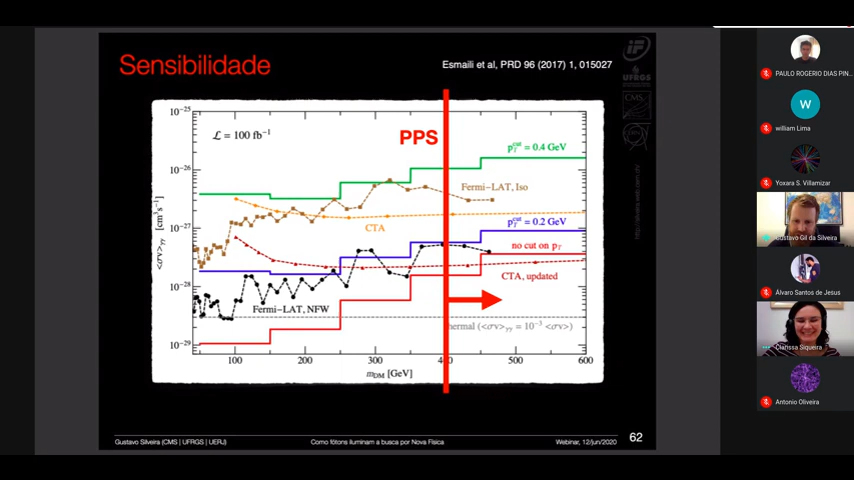 Sensibilidade
Esmaili et al, PRD 96 (2017) 1, 015027
iF
UFRGS
CMS
CERN
10⁻²⁵
10⁻²⁶
10⁻²⁷
10⁻²⁸
10⁻²⁹
<σv>γγ [cm³ s⁻¹]
ℒ = 100 fb⁻¹
PPS
p_T^cut = 0.4 GeV
Fermi-LAT, Iso
CTA
p_T^cut = 0.2 GeV
no cut on p_T
CTA, updated
Fermi-LAT, NFW
hermal (<σv>γγ = 10⁻³ <σv>)
100
200
300
400
500
600
m_DM [GeV]
Gustavo Silveira (CMS | UFRGS | UERJ)
Como fótons iluminam a busca por Nova Física
Webinar, 12/jun/2020
62
PAULO ROGERIO DIAS PIN...
W
william Lima
Yoxara S. Villamizar
Gustavo Gil da Silveira
Álvaro Santos de Jesus
Clarissa Siqueira
Antonio Oliveira